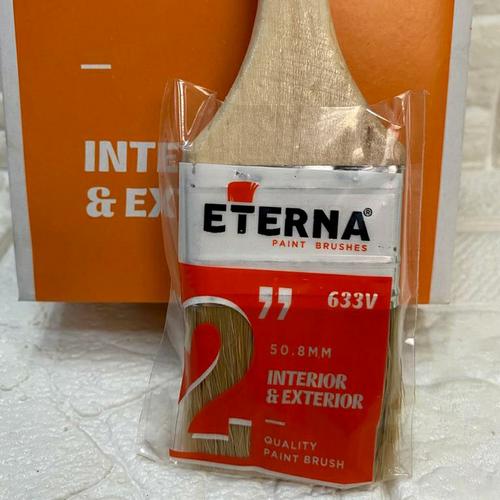 INTE
& EX
ETERNA®
PAINT BRUSHES
2” 633V
50.8MM
INTERIOR
& EXTERIOR
QUALITY
PAINT BRUSH